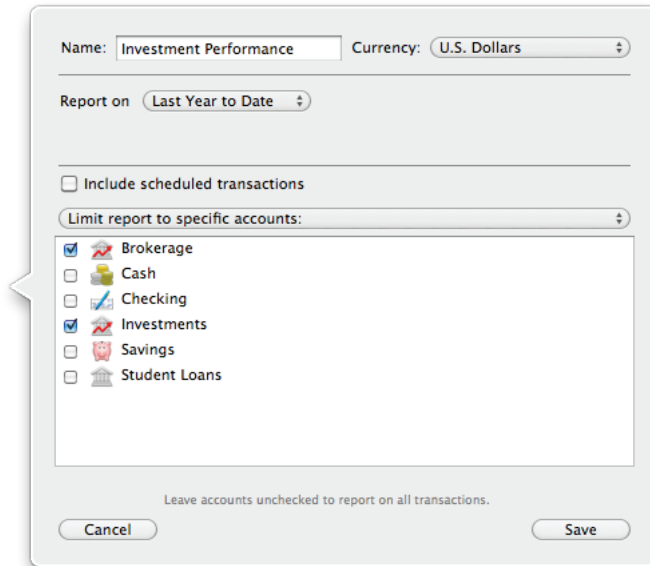 Name: Investment Performance Currency: U.S. Dollars
Report on Last Year to Date
Include scheduled transactions
Limit report to specific accounts:
Brokerage
Cash
Checking
Investments
Savings
Student Loans
Leave accounts unchecked to report on all transactions.
Cancel Save